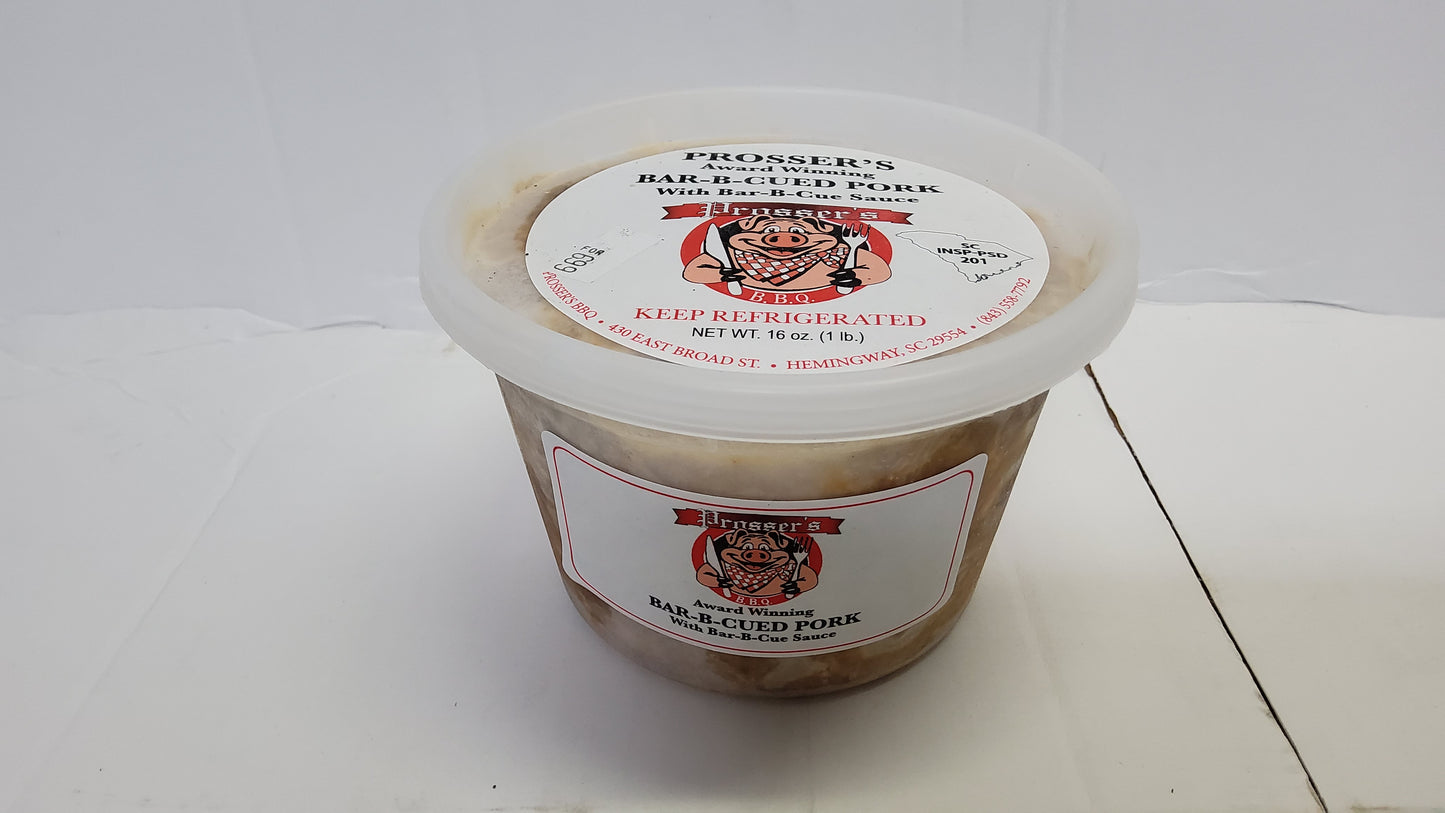 PROSSER'S
Award Winning
BAR-B-CUED PORK
With Bar-B-Cue Sauce
Prosser's
B.B.Q.
SC
INSP-PSD
201
FOR
689
KEEP REFRIGERATED
NET WT. 16 oz. (1 lb.)
PROSSER'S BBQ • 430 EAST BROAD ST. • HEMINGWAY, SC 29554 • (843) 558-7792
Prosser's
B.B.Q.
Award Winning
BAR-B-CUED PORK
With Bar-B-Cue Sauce